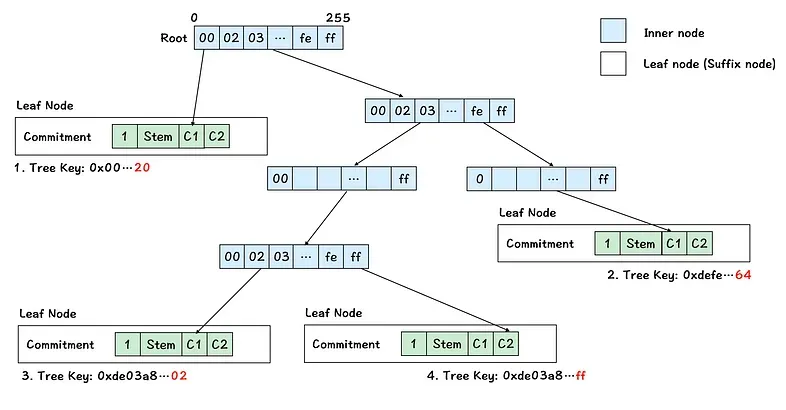 0 255
Root 00 02 03 … fe ff
Inner node
Leaf node (Suffix node)
Leaf Node
Commitment 1 Stem C1 C2
1. Tree Key: 0x00…20
00 02 03 … fe ff
00 … ff
0 … ff
Leaf Node
Commitment 1 Stem C1 C2
2. Tree Key: 0xdefe…64
00 02 03 … fe ff
Leaf Node
Commitment 1 Stem C1 C2
3. Tree Key: 0xde03a8…02
Leaf Node
Commitment 1 Stem C1 C2
4. Tree Key: 0xde03a8…ff